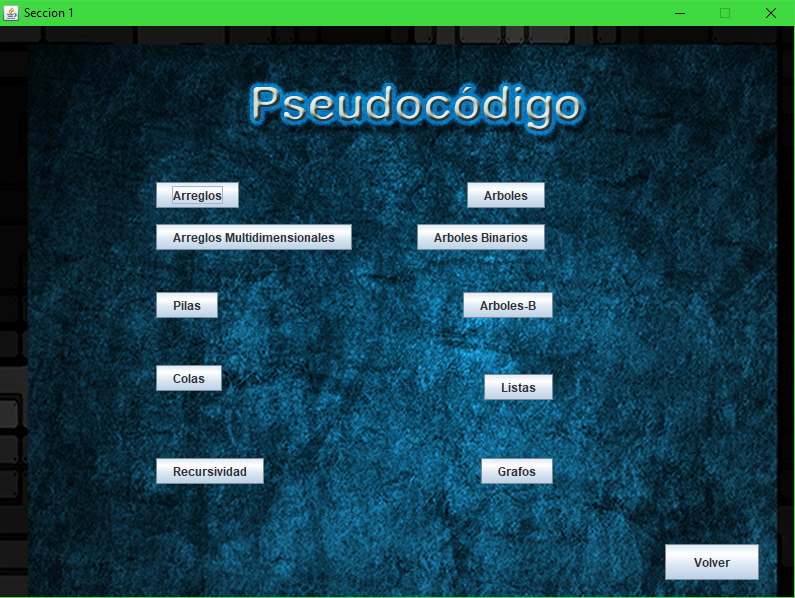 Seccion 1
Pseudocódigo
Arreglos
Arboles
Arreglos Multidimensionales
Arboles Binarios
Pilas
Arboles-B
Colas
Listas
Recursividad
Grafos
Volver